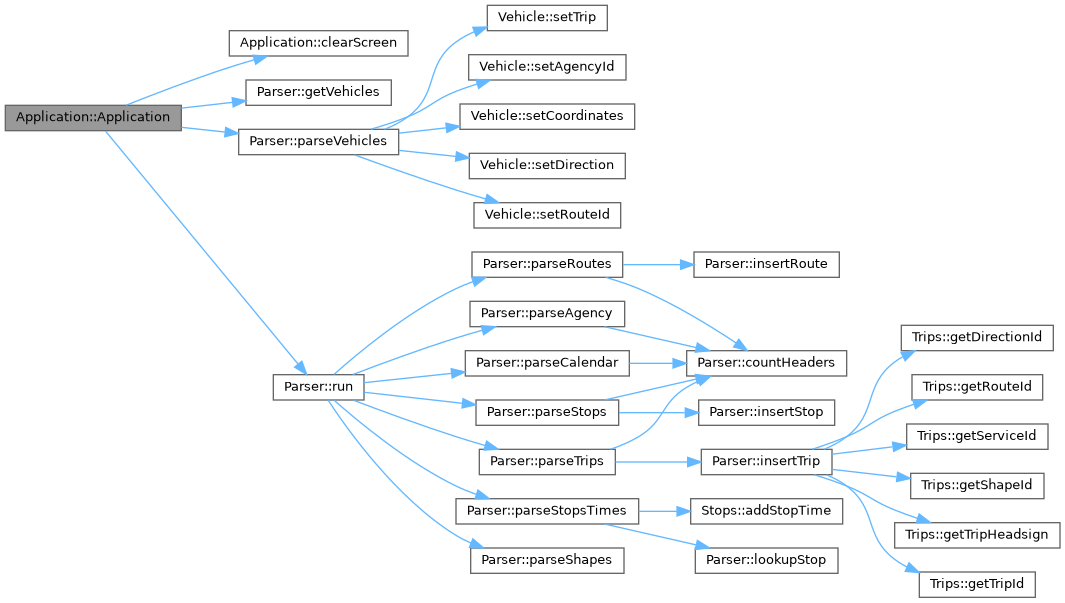 Application::Application
Application::clearScreen
Parser::getVehicles
Parser::parseVehicles
Vehicle::setTrip
Vehicle::setAgencyId
Vehicle::setCoordinates
Vehicle::setDirection
Vehicle::setRouteId
Parser::run
Parser::parseRoutes
Parser::parseAgency
Parser::parseCalendar
Parser::parseStops
Parser::parseTrips
Parser::parseStopsTimes
Parser::parseShapes
Parser::insertRoute
Parser::countHeaders
Parser::insertStop
Parser::insertTrip
Stops::addStopTime
Parser::lookupStop
Trips::getDirectionId
Trips::getRouteId
Trips::getServiceId
Trips::getShapeId
Trips::getTripHeadsign
Trips::getTripId